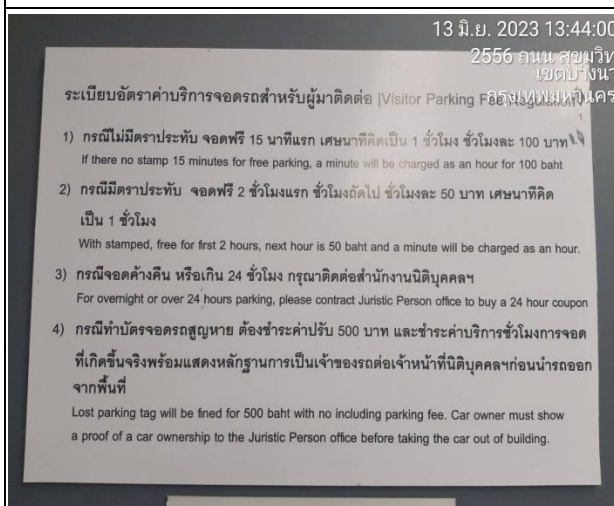 13 มิ.ย. 2023 13:44:00
2556 ถนน สุขุมวิท
เขตบางนา
กรุงเทพมหานคร
ระเบียบอัตราค่าบริการจอดรถสำหรับผู้มาติดต่อ |Visitor Parking Fee
1) กรณีไม่มีตราประทับ จอดฟรี 15 นาทีแรก เศษนาทีคิดเป็น 1 ชั่วโมง ชั่วโมงละ 100 บาท
If there no stamp 15 minutes for free parking, a minute will be charged as an hour for 100 baht
2) กรณีมีตราประทับ จอดฟรี 2 ชั่วโมงแรก ชั่วโมงถัดไป ชั่วโมงละ 50 บาท เศษนาทีคิด
เป็น 1 ชั่วโมง
With stamped, free for first 2 hours, next hour is 50 baht and a minute will be charged as an hour.
3) กรณีจอดค้างคืน หรือเกิน 24 ชั่วโมง กรุณาติดต่อสำนักงานนิติบุคคลฯ
For overnight or over 24 hours parking, please contract Juristic Person office to buy a 24 hour coupon
4) กรณีทำบัตรจอดรถสูญหาย ต้องชำระค่าปรับ 500 บาท และชำระค่าบริการชั่วโมงการจอด
ที่เกิดขึ้นจริงพร้อมแสดงหลักฐานการเป็นเจ้าของรถต่อเจ้าหน้าที่นิติบุคคลฯก่อนนำรถออก
จากพื้นที่
Lost parking tag will be fined for 500 baht with no including parking fee. Car owner must show
a proof of a car ownership to the Juristic Person office before taking the car out of building.